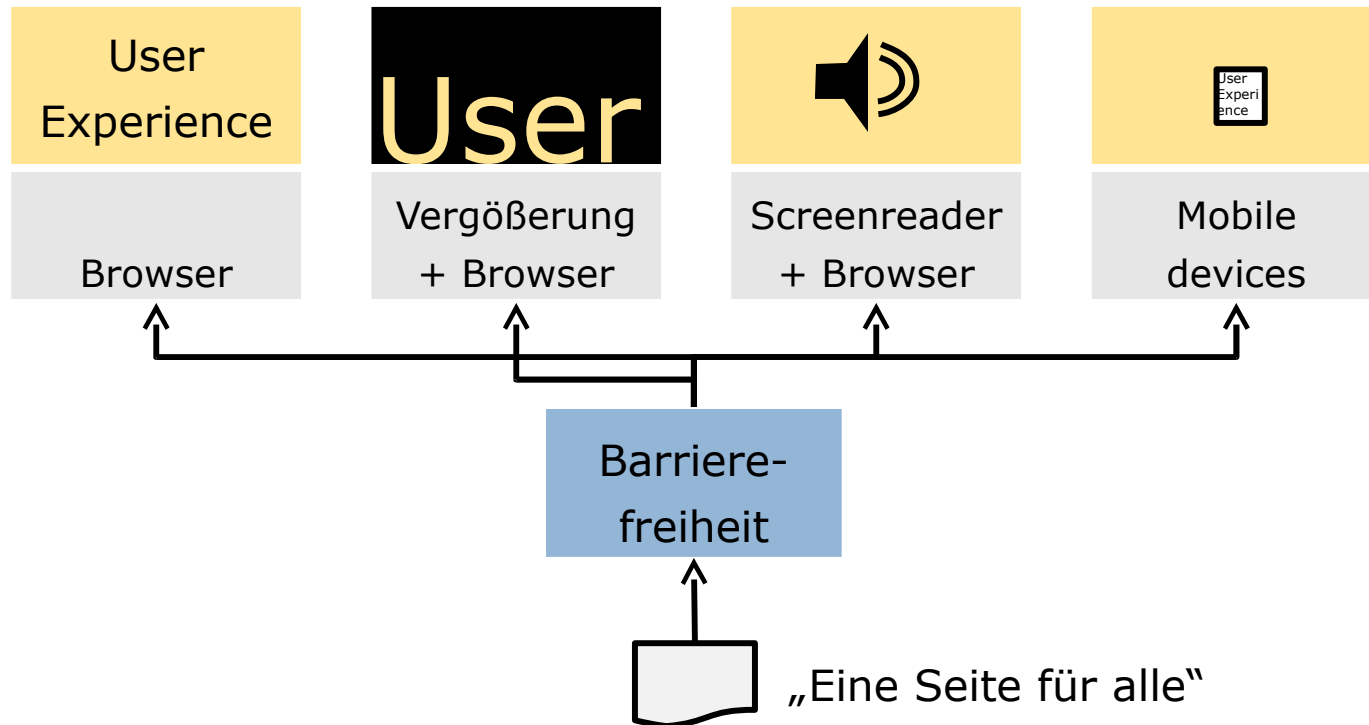 User
Experience
User
User
Experi
ence
Browser
Vergößerung
+ Browser
Screenreader
+ Browser
Mobile
devices
Barriere-
freiheit
„Eine Seite für alle“